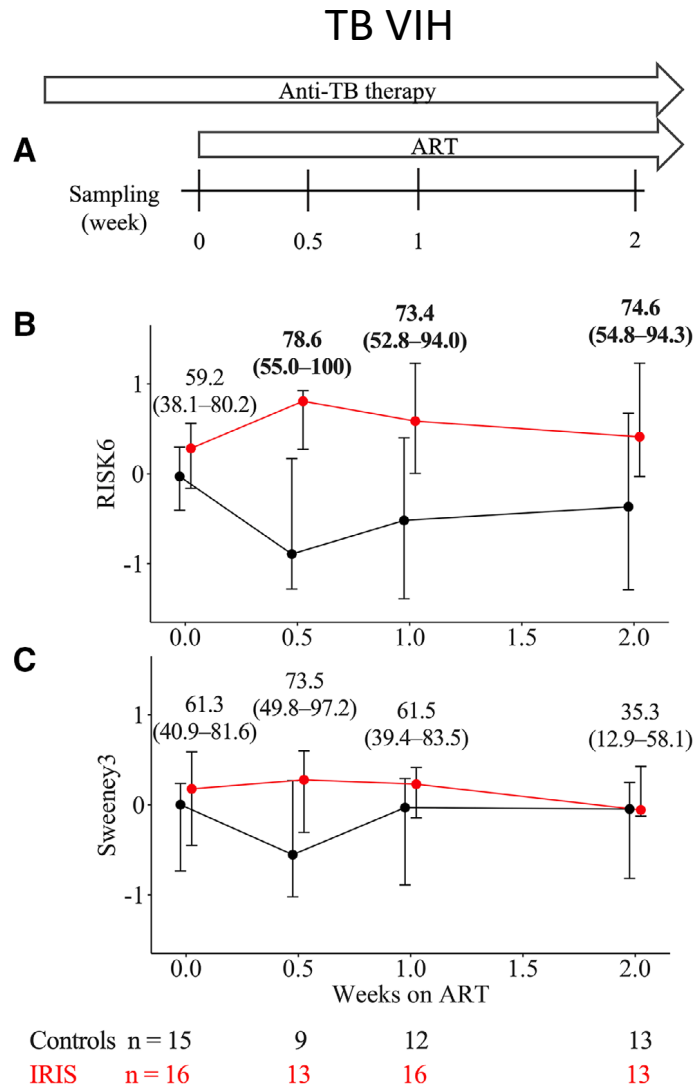 TB VIH
Anti-TB therapy
A
ART
Sampling
(week)
0 0.5 1 2
B
59.2
(38.1–80.2)
78.6
(55.0–100)
73.4
(52.8–94.0)
74.6
(54.8–94.3)
RISK6
1
0
-1
0.0 0.5 1.0 1.5 2.0
C
61.3
(40.9–81.6)
73.5
(49.8–97.2)
61.5
(39.4–83.5)
35.3
(12.9–58.1)
Sweeney3
1
0
-1
0.0 0.5 1.0 1.5 2.0
Weeks on ART
Controls n = 15 9 12 13
IRIS n = 16 13 16 13